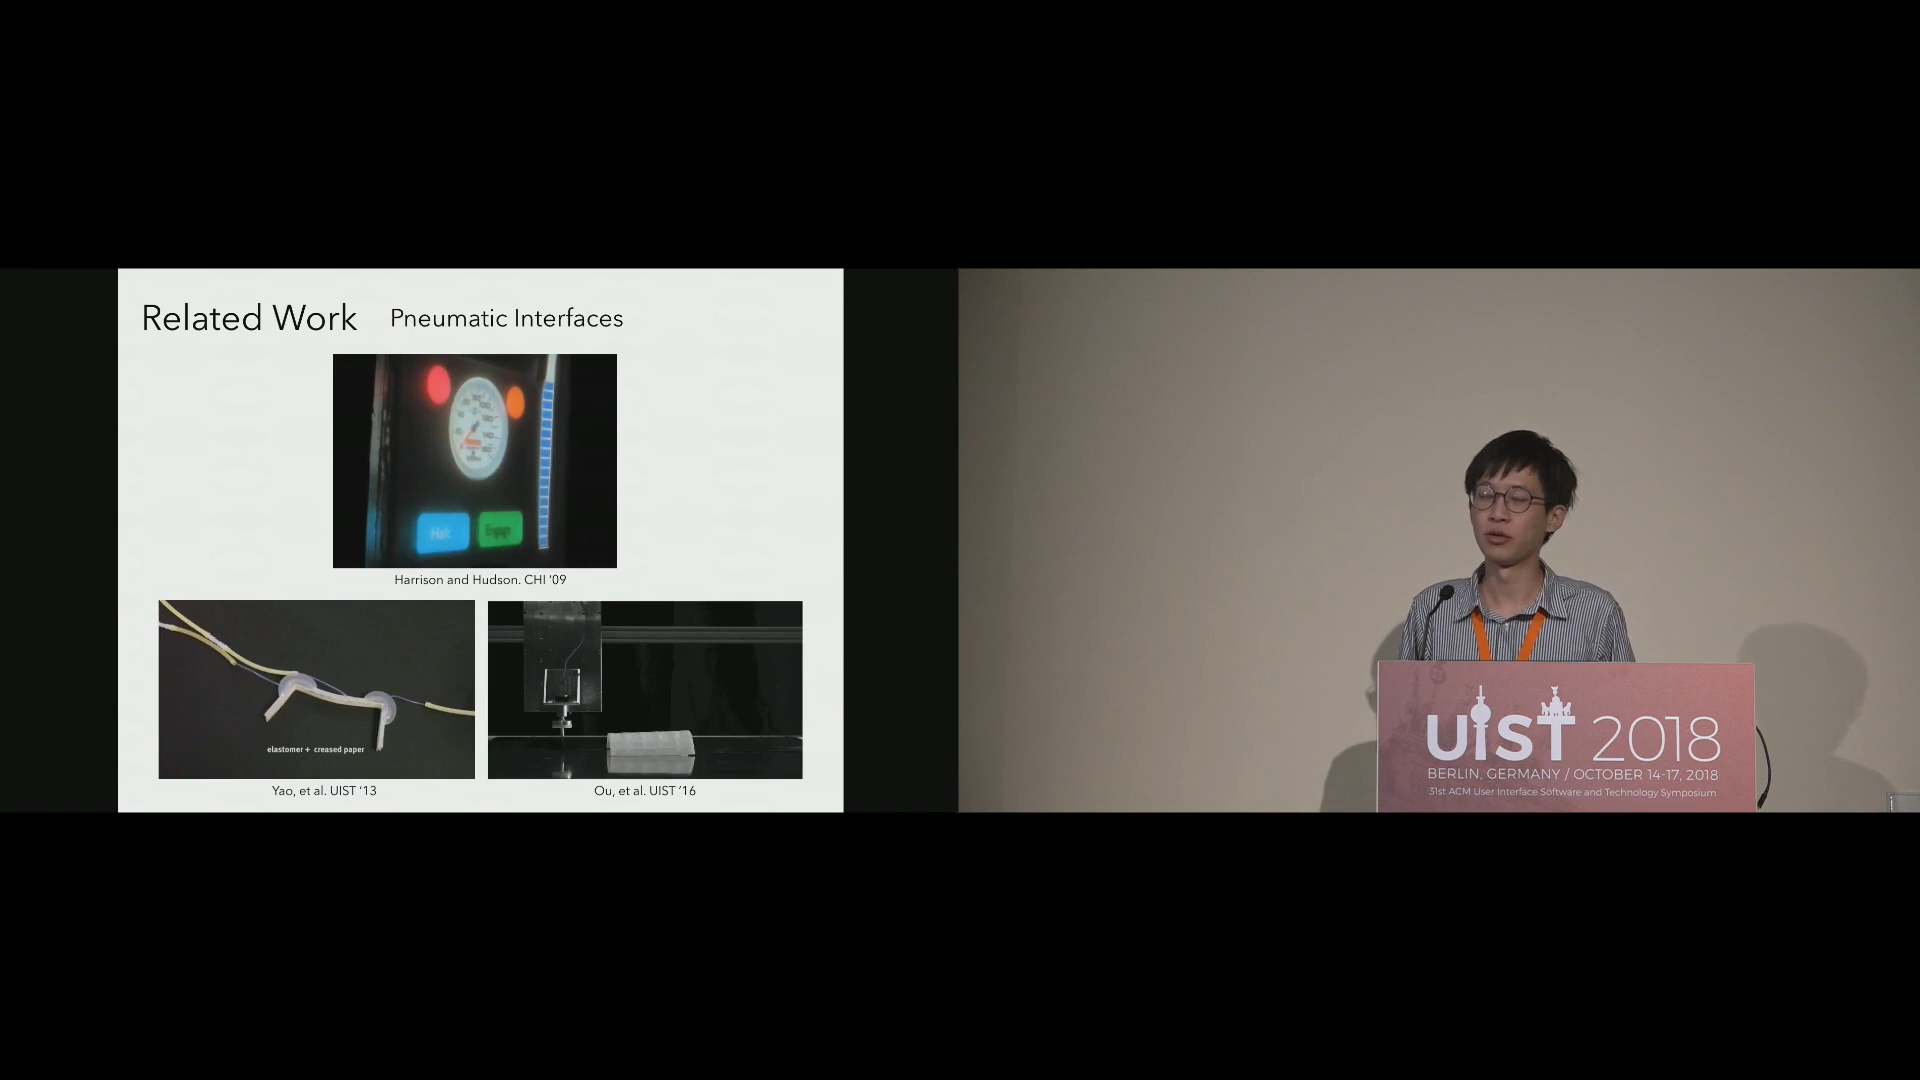 Related Work Pneumatic Interfaces
Halt
Engage
Harrison and Hudson. CHI '09
elastomer + creased paper
Yao, et al. UIST '13
Ou, et al. UIST '16
UIST 2018
BERLIN, GERMANY / OCTOBER 14-17, 2018
31st ACM User Interface Software and Technology Symposium